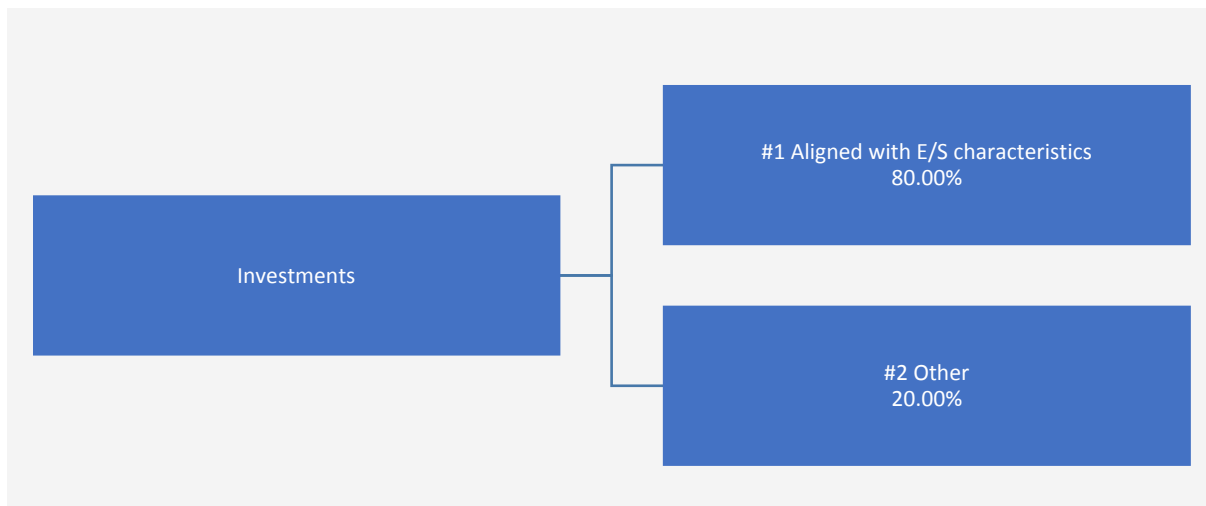 #1 Aligned with E/S characteristics
80.00%
Investments
#2 Other
20.00%